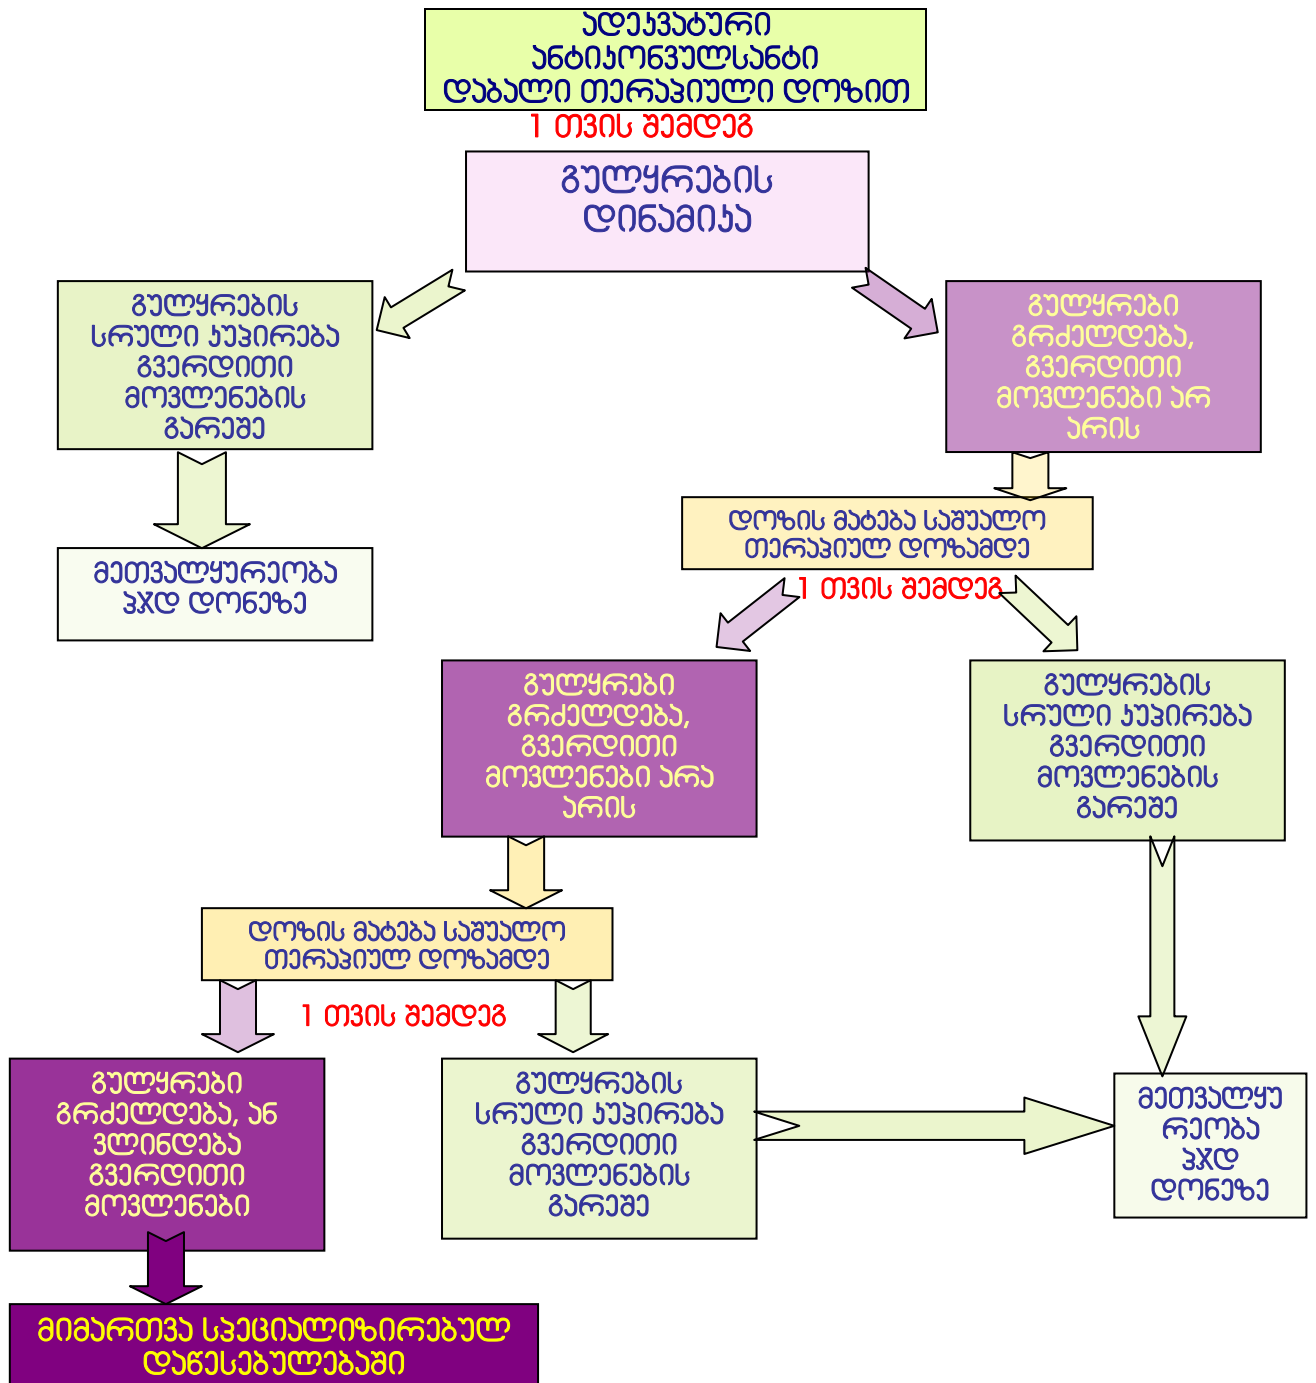 ადეკვატური
ანტიკონვულსანტი
დაბალი თერაპიული დოზით
1 თვის შემდეგ
გულყრების
დინამიკა
გულყრების
სრული კუპირება
გვერდითი
მოვლენების
გარეშე
გულყრები
გრძელდება,
გვერდითი
მოვლენები არ
არის
დოზის მატება საშუალო
თერაპიულ დოზამდე
მეთვალყურეობა
პჯდ დონეზე
1 თვის შემდეგ
გულყრები
გრძელდება,
გვერდითი
მოვლენები არა
არის
გულყრების
სრული კუპირება
გვერდითი
მოვლენების
გარეშე
დოზის მატება საშუალო
თერაპიულ დოზამდე
1 თვის შემდეგ
გულყრები
გრძელდება, ან
ვლინდება
გვერდითი
მოვლენები
გულყრების
სრული კუპირება
გვერდითი
მოვლენების
გარეშე
მეთვალყუ
რეობა
პჯდ
დონეზე
მიმართვა სპეციალიზირებულ
დაწესებულებაში